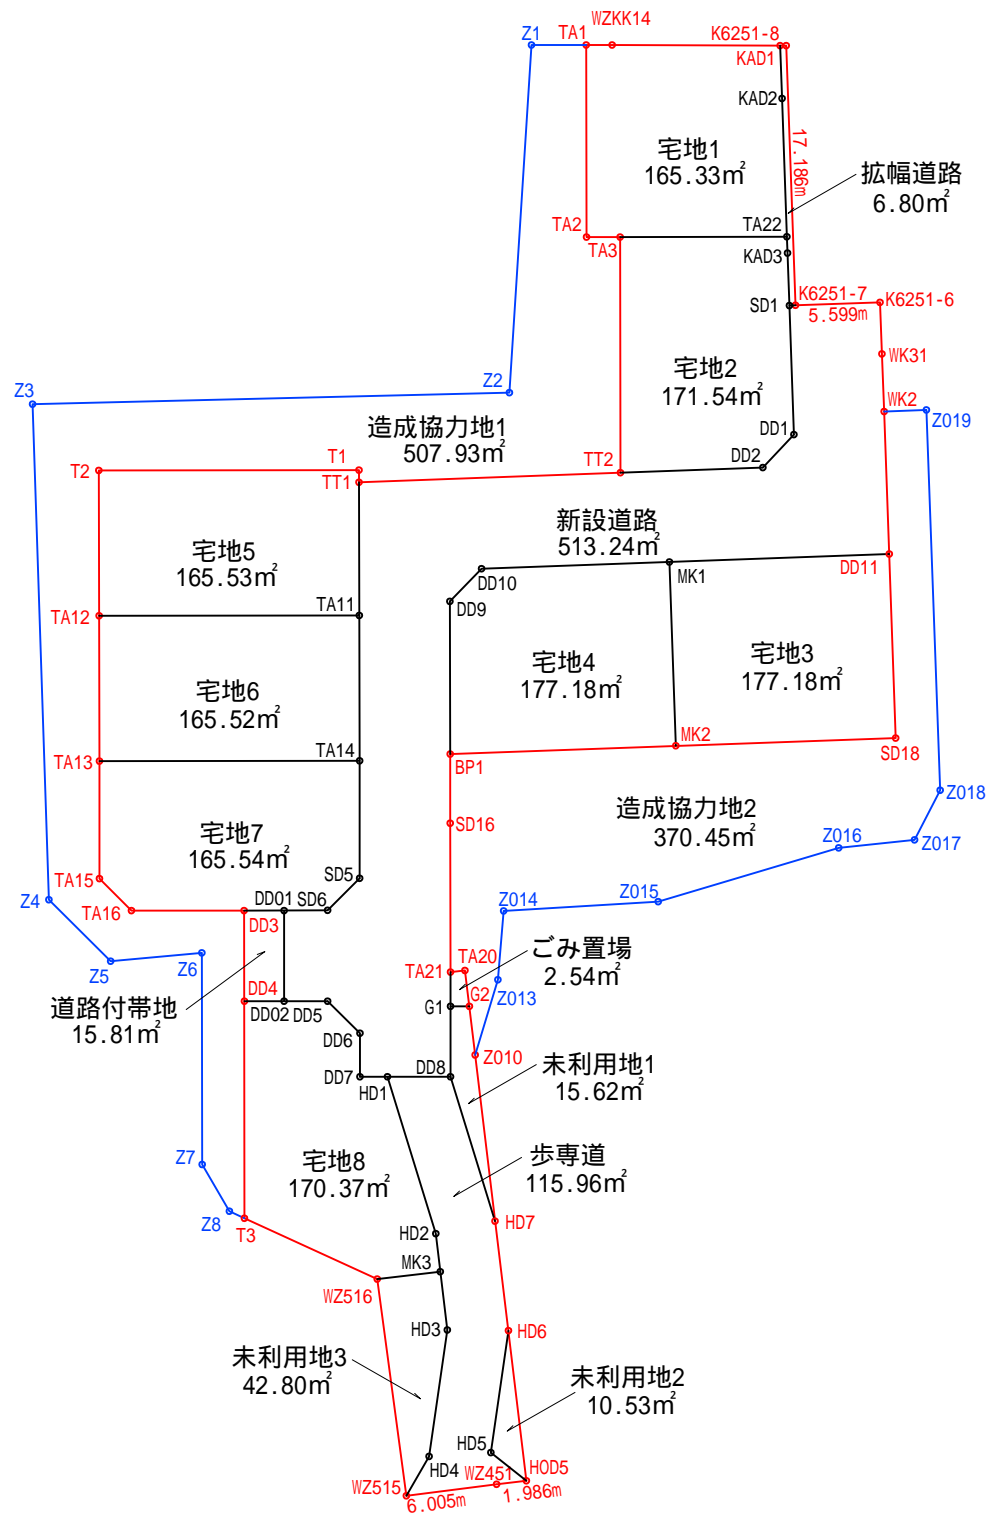 WZKK14
Z1
TA1
K6251-8
KAD1
KAD2
宅地1
165.33㎡
17.186m
拡幅道路
6.80㎡
TA2
TA3
TA22
KAD3
K6251-7
K6251-6
SD1
5.599m
WK31
宅地2
171.54㎡
Z3
Z2
WK2
Z019
造成協力地1
507.93㎡
DD1
DD2
T2
T1
TT1
TT2
新設道路
513.24㎡
宅地5
165.53㎡
DD10
MK1
DD11
TA12
TA11
DD9
宅地4
177.18㎡
宅地3
177.18㎡
宅地6
165.52㎡
TA13
TA14
BP1
MK2
SD18
Z018
造成協力地2
370.45㎡
SD16
宅地7
165.54㎡
Z016
Z017
TA15
SD5
Z4
TA16
DD01
SD6
DD3
Z015
Z014
ごみ置場
2.54㎡
Z5
Z6
TA21
TA20
Z013
道路付帯地
15.81㎡
DD4
DD02
DD5
G1
G2
DD6
Z010
未利用地1
15.62㎡
DD7
HD1
DD8
歩専道
115.96㎡
宅地8
170.37㎡
Z7
Z8
T3
HD2
HD7
MK3
WZ516
HD3
HD6
未利用地3
42.80㎡
未利用地2
10.53㎡
HD5
HD4
WZ451
HOD5
WZ515
6.005m
1.986m